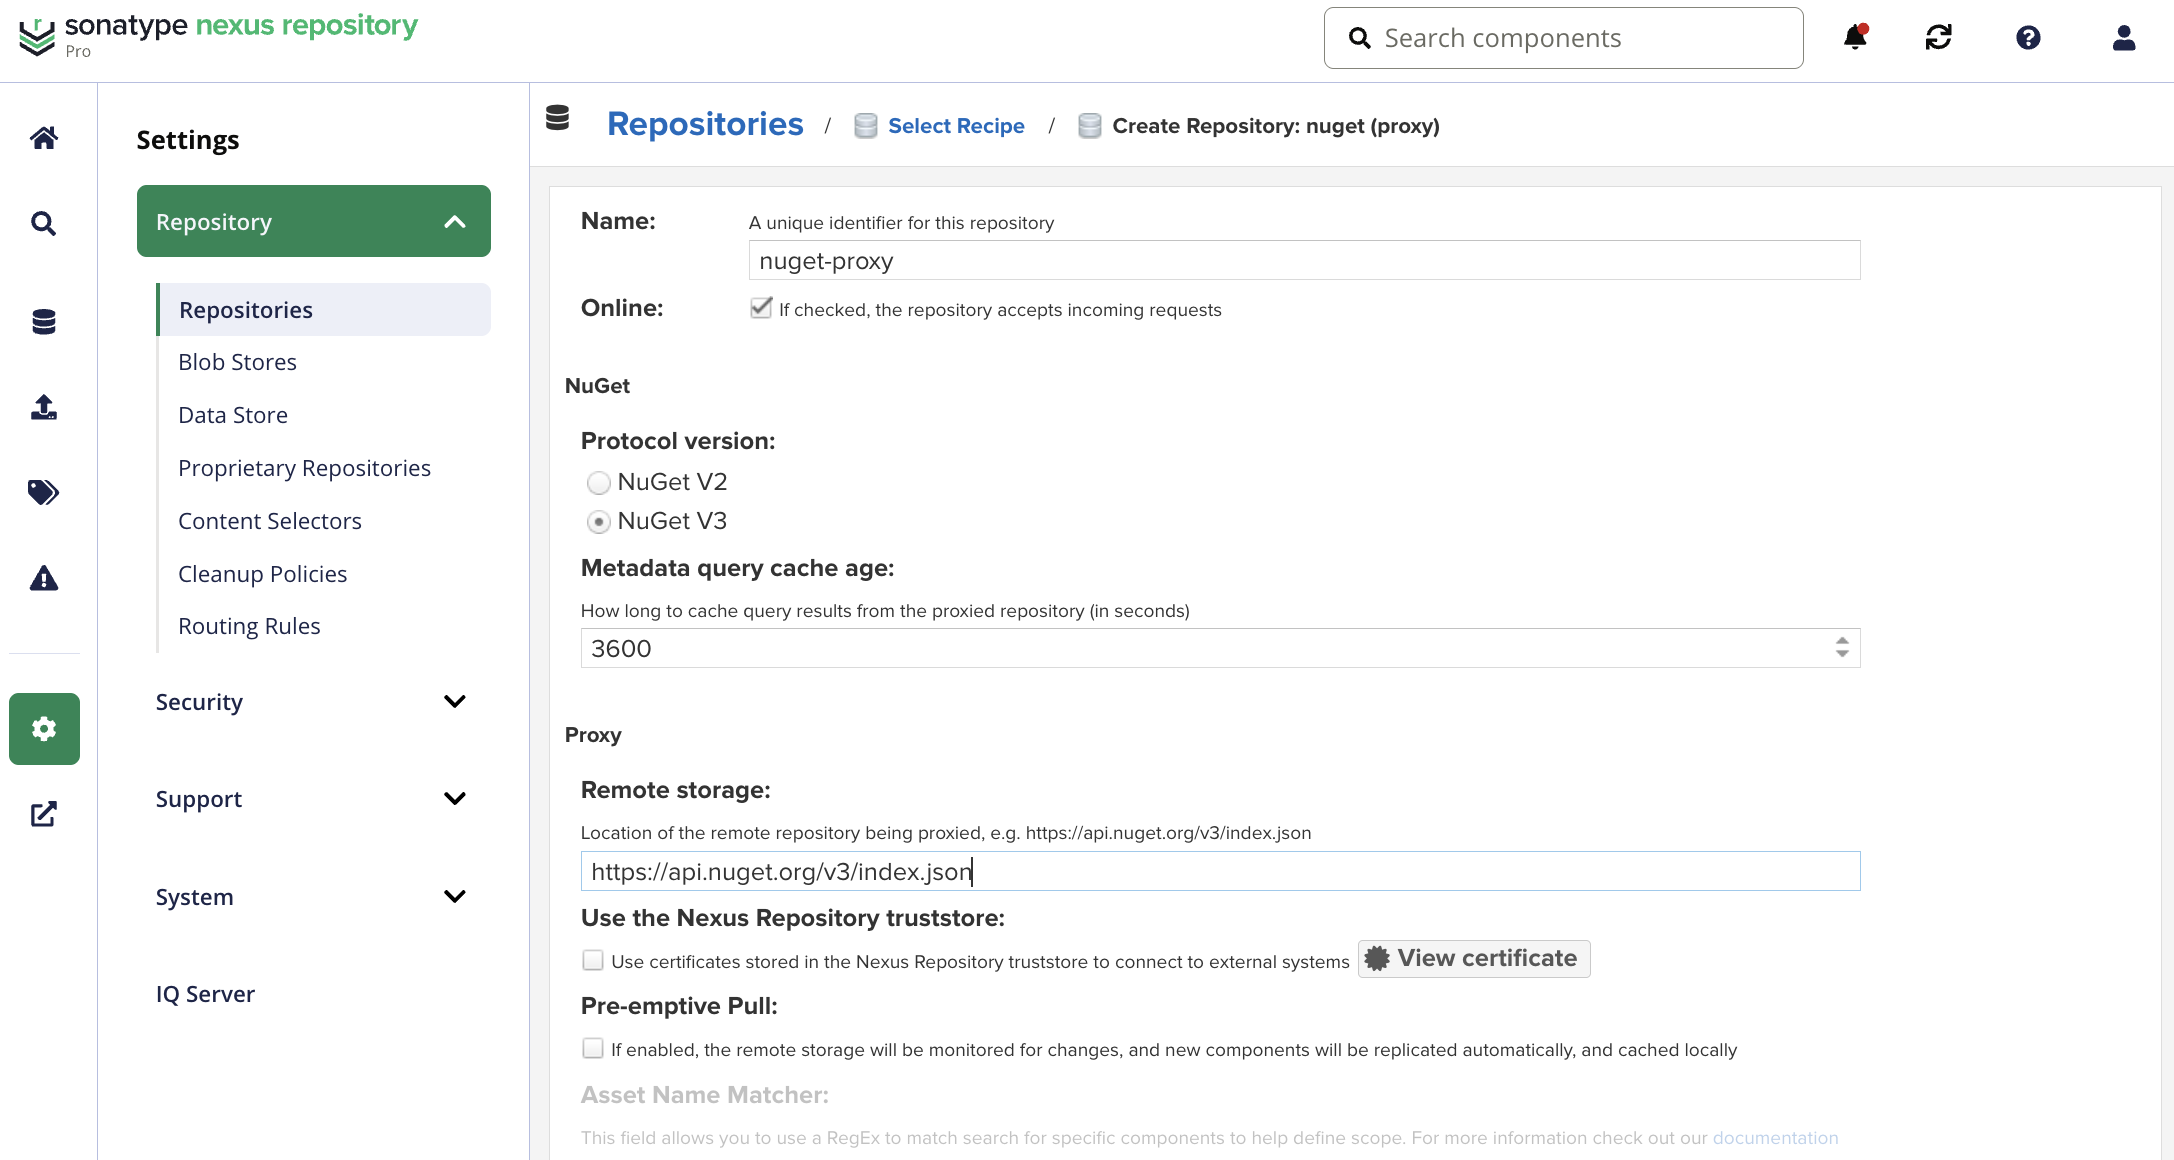 sonatype nexus repository
Pro
Search components
Settings
Repository
Repositories
Blob Stores
Data Store
Proprietary Repositories
Content Selectors
Cleanup Policies
Routing Rules
Security
Support
System
IQ Server
Repositories / Select Recipe / Create Repository: nuget (proxy)
Name:
A unique identifier for this repository
nuget-proxy
Online:
If checked, the repository accepts incoming requests
NuGet
Protocol version:
NuGet V2
NuGet V3
Metadata query cache age:
How long to cache query results from the proxied repository (in seconds)
3600
Proxy
Remote storage:
Location of the remote repository being proxied, e.g. https://api.nuget.org/v3/index.json
https://api.nuget.org/v3/index.json
Use the Nexus Repository truststore:
Use certificates stored in the Nexus Repository truststore to connect to external systems
View certificate
Pre-emptive Pull:
If enabled, the remote storage will be monitored for changes, and new components will be replicated automatically, and cached locally
Asset Name Matcher:
This field allows you to use a RegEx to match search for specific components to help define scope. For more information check out our documentation